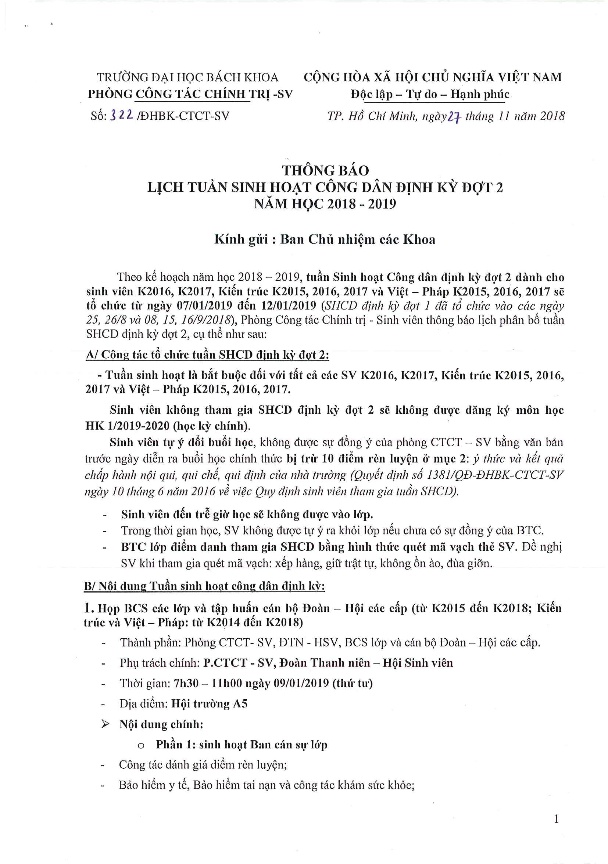 TRƯỜNG ĐẠI HỌC BÁCH KHOA
PHÒNG CÔNG TÁC CHÍNH TRỊ -SV
Số: 322 /ĐHBK-CTCT-SV
CỘNG HÒA XÃ HỘI CHỦ NGHĨA VIỆT NAM
Độc lập – Tự do – Hạnh phúc
TP. Hồ Chí Minh, ngày 27 tháng 11 năm 2018
THÔNG BÁO
LỊCH TUẦN SINH HOẠT CÔNG DÂN ĐỊNH KỲ ĐỢT 2
NĂM HỌC 2018 - 2019
Kính gửi : Ban Chủ nhiệm các Khoa
Theo kế hoạch năm học 2018 – 2019, tuần Sinh hoạt Công dân định kỳ đợt 2 dành cho
sinh viên K2016, K2017, Kiến trúc K2015, 2016, 2017 và Việt – Pháp K2015, 2016, 2017 sẽ
tổ chức từ ngày 07/01/2019 đến 12/01/2019 (SHCD định kỳ đợt 1 đã tổ chức vào các ngày
25, 26/8 và 08, 15, 16/9/2018), Phòng Công tác Chính trị - Sinh viên thông báo lịch phân bố tuần
SHCD định kỳ đợt 2, cụ thể như sau:
A/ Công tác tổ chức tuần SHCD định kỳ đợt 2:
- Tuần sinh hoạt là bắt buộc đối với tất cả các SV K2016, K2017, Kiến trúc K2015, 2016,
2017 và Việt – Pháp K2015, 2016, 2017.
Sinh viên không tham gia SHCD định kỳ đợt 2 sẽ không được đăng ký môn học
HK 1/2019-2020 (học kỳ chính).
Sinh viên tự ý đổi buổi học, không được sự đồng ý của phòng CTCT – SV bằng văn bản
trước ngày diễn ra buổi học chính thức bị trừ 10 điểm rèn luyện ở mục 2: ý thức và kết quả
chấp hành nội qui, qui chế, qui định của nhà trường (Quyết định số 1381/QĐ-ĐHBK-CTCT-SV
ngày 10 tháng 6 năm 2016 về việc Quy định sinh viên tham gia tuần SHCD).
- Sinh viên đến trễ giờ học sẽ không được vào lớp.
- Trong thời gian học, SV không được tự ý ra khỏi lớp nếu chưa có sự đồng ý của BTC.
- BTC lớp điểm danh tham gia SHCD bằng hình thức quét mã vạch thẻ SV. Đề nghị
SV khi tham gia quét mã vạch: xếp hàng, giữ trật tự, không ồn ào, đùa giỡn.
B/ Nội dung Tuần sinh hoạt công dân định kỳ:
1. Họp BCS các lớp và tập huấn cán bộ Đoàn – Hội các cấp (từ K2015 đến K2018; Kiến
trúc và Việt – Pháp: từ K2014 đến K2018)
- Thành phần: Phòng CTCT- SV, ĐTN - HSV, BCS lớp và cán bộ Đoàn – Hội các cấp.
- Phụ trách chính: P.CTCT - SV, Đoàn Thanh niên – Hội Sinh viên
- Thời gian: 7h30 – 11h00 ngày 09/01/2019 (thứ tư)
- Địa điểm: Hội trường A5
➢ Nội dung chính:
o Phần 1: sinh hoạt Ban cán sự lớp
- Công tác đánh giá điểm rèn luyện;
- Bảo hiểm y tế, Bảo hiểm tai nạn và công tác khám sức khỏe;
1